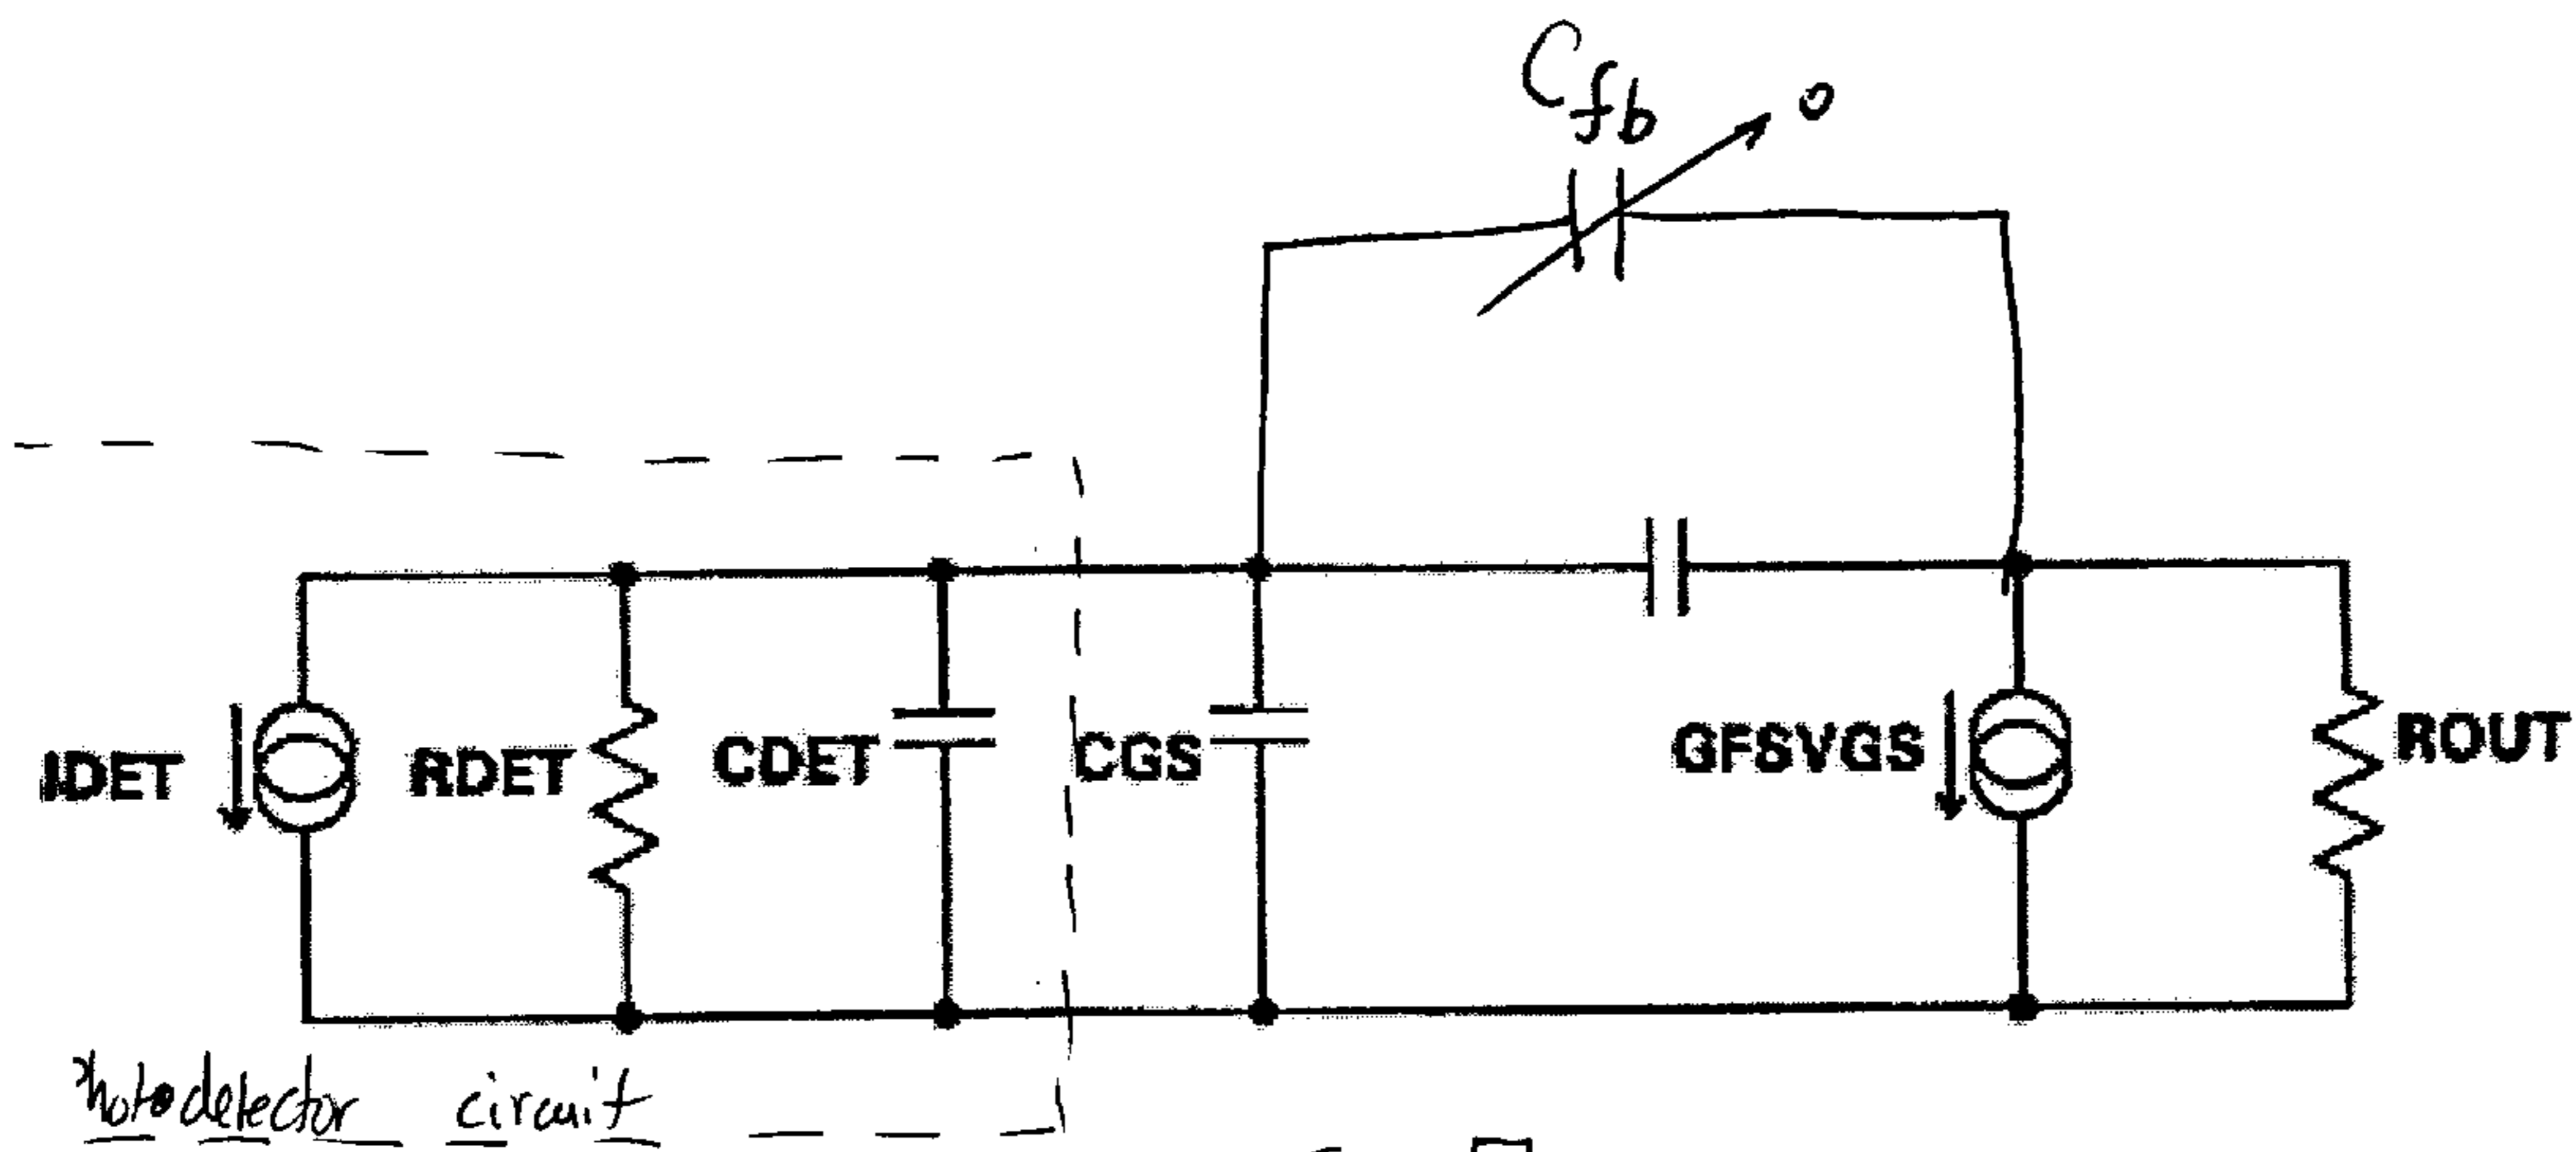 Cfb
IDET
RDET
CDET
CGS
GFSVGS
ROUT
hotodetector circuit